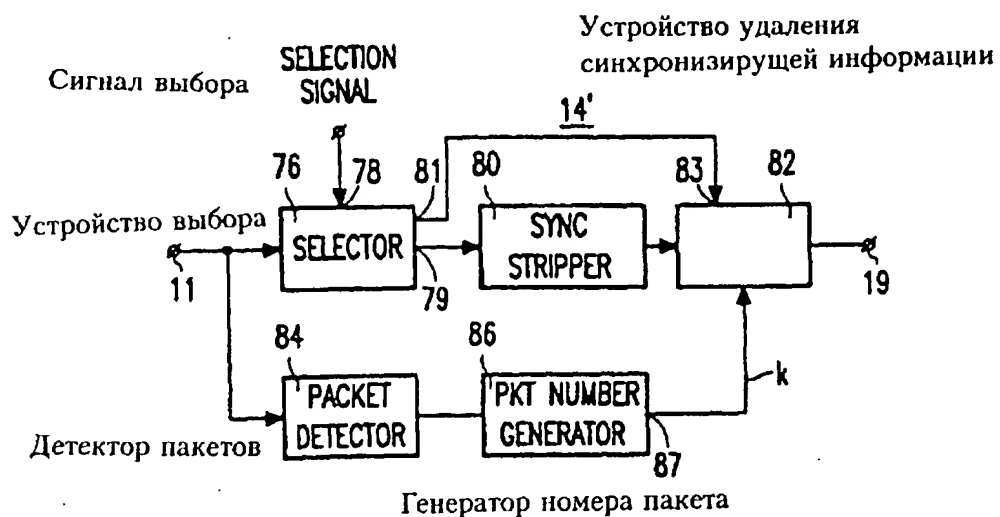 Устройство удаления
синхронизирущей информации
Сигнал выбора
SELECTION
SIGNAL
14'
76
78
81
80
83
82
Устройство выбора
SELECTOR
SYNC
STRIPPER
11
79
19
84
86
k
PACKET
DETECTOR
PKT NUMBER
GENERATOR
87
Детектор пакетов
Генератор номера пакета